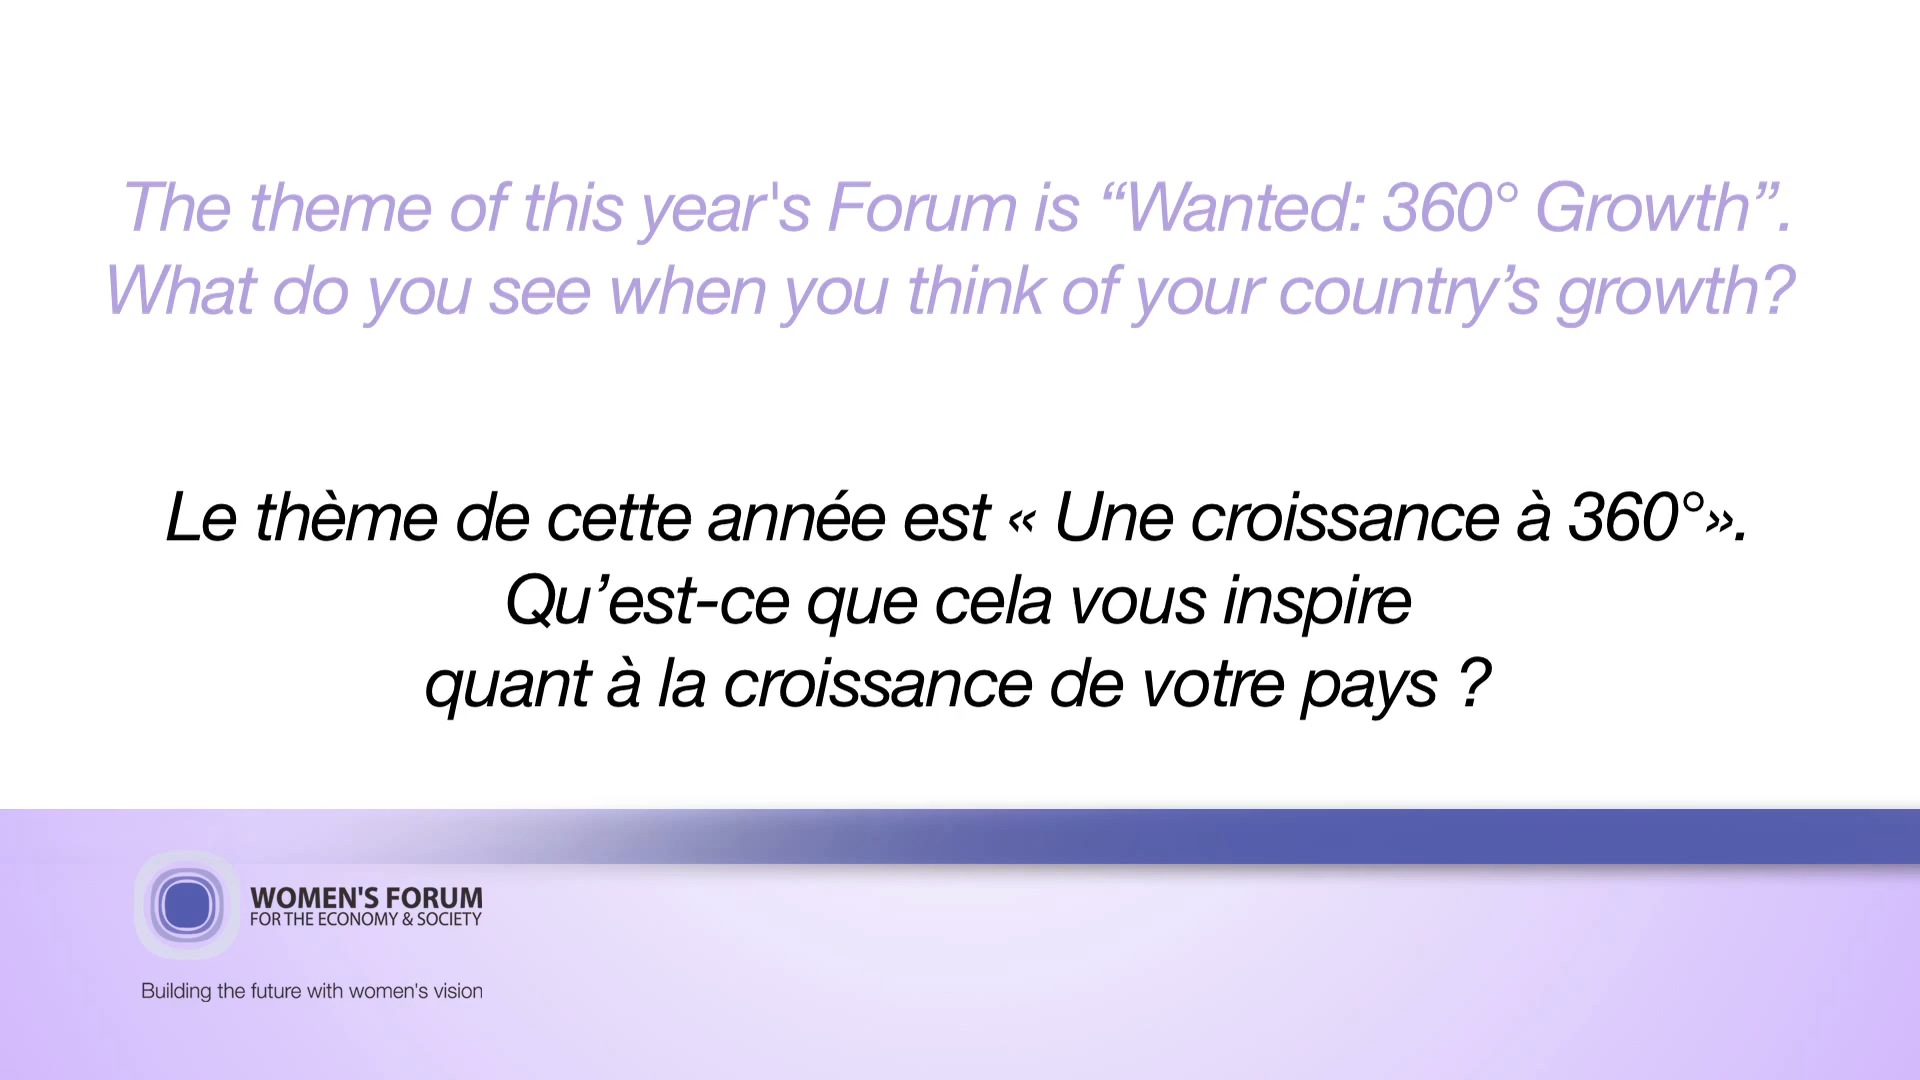 The theme of this year's Forum is “Wanted: 360° Growth”.
What do you see when you think of your country’s growth?
Le thème de cette année est « Une croissance à 360°».
Qu’est-ce que cela vous inspire
quant à la croissance de votre pays ?
WOMEN'S FORUM
FOR THE ECONOMY & SOCIETY
Building the future with women's vision